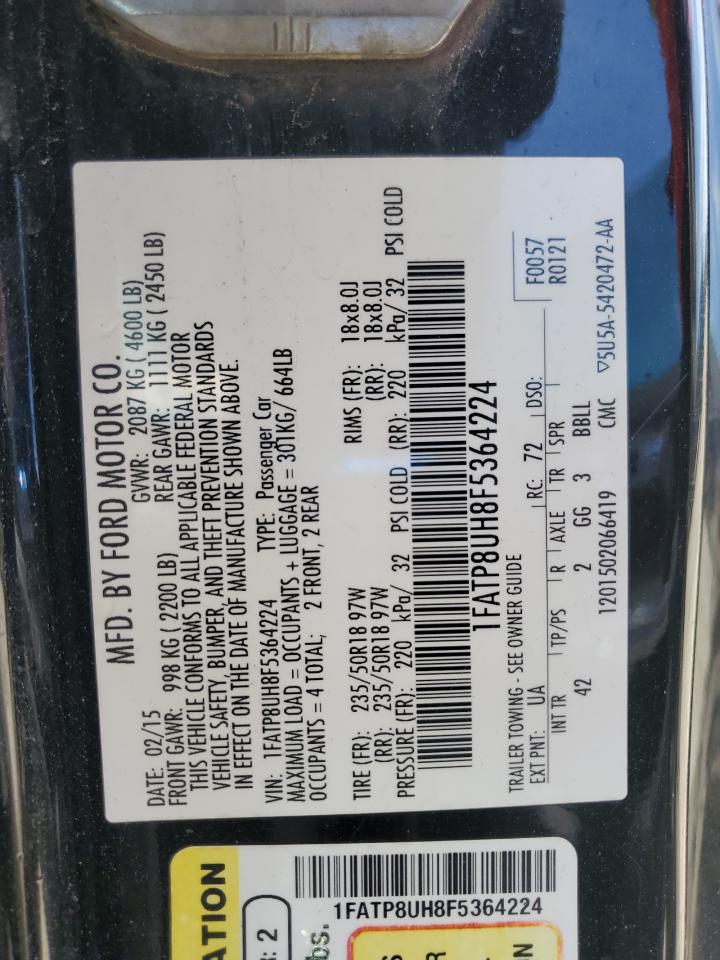 MFD. BY FORD MOTOR CO.
DATE: 02/15 GVWR: 2087 KG ( 4600 LB)
FRONT GAWR: 998 KG ( 2200 LB) REAR GAWR: 1111 KG ( 2450 LB)
THIS VEHICLE CONFORMS TO ALL APPLICABLE FEDERAL MOTOR
VEHICLE SAFETY, BUMPER, AND THEFT PREVENTION STANDARDS
IN EFFECT ON THE DATE OF MANUFACTURE SHOWN ABOVE.
VIN: 1FATP8UH8F5364224 TYPE: Passenger Car
MAXIMUM LOAD = OCCUPANTS + LUGGAGE = 301KG/ 664LB
OCCUPANTS = 4 TOTAL; 2 FRONT, 2 REAR
TIRE (FR): 235/50R18 97W RIMS (FR): 18x8.0J
(RR): 235/50R18 97W (RR): 18x8.0J
PRESSURE (FR): 220 kPa/ 32 PSI COLD (RR): 220 kPa/ 32 PSI COLD
1FATP8UH8F5364224
TRAILER TOWING - SEE OWNER GUIDE
EXT PNT: UA RC: 72 DSO: F0057
R0121
INT TR TP/PS R AXLE TR SPR
42 2 GG 3 BBLL
1201502066419 CMC ▽5U5A-5420472-AA
ATION
: 2
bs.
1FATP8UH8F5364224
S
R
ON